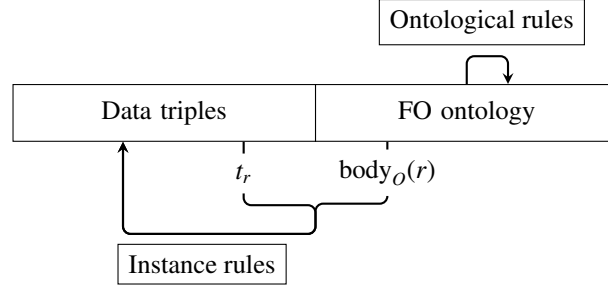 Ontological rules
Data triples
FO ontology
t_r
body_O(r)
Instance rules